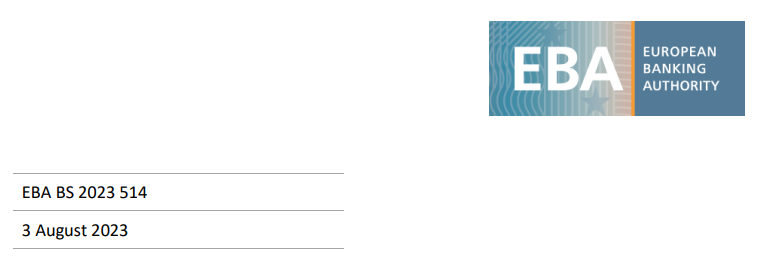 EBA
EUROPEAN
BANKING
AUTHORITY
EBA BS 2023 514
3 August 2023